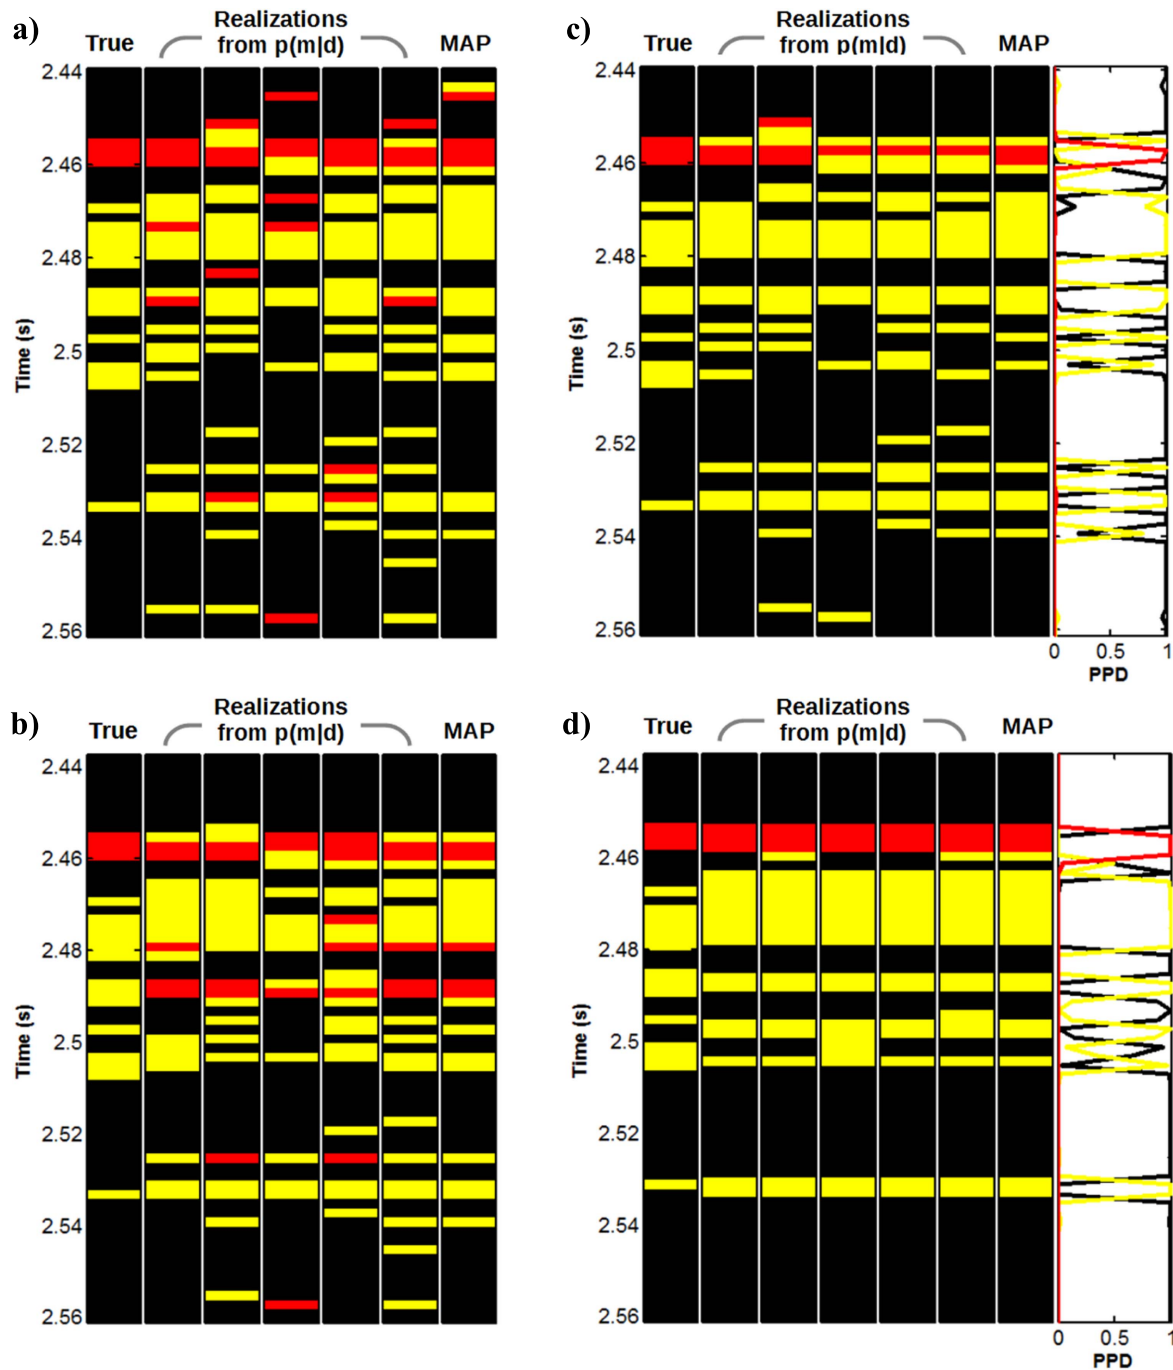 a)
True
Realizations
from p(m|d)
MAP
2.44
2.46
2.48
2.5
2.52
2.54
2.56
Time (s)
c)
True
Realizations
from p(m|d)
MAP
2.44
2.46
2.48
2.5
2.52
2.54
2.56
Time (s)
0 0.5 1
PPD
b)
True
Realizations
from p(m|d)
MAP
2.44
2.46
2.48
2.5
2.52
2.54
2.56
Time (s)
d)
True
Realizations
from p(m|d)
MAP
2.44
2.46
2.48
2.5
2.52
2.54
2.56
Time (s)
0 0.5 1
PPD